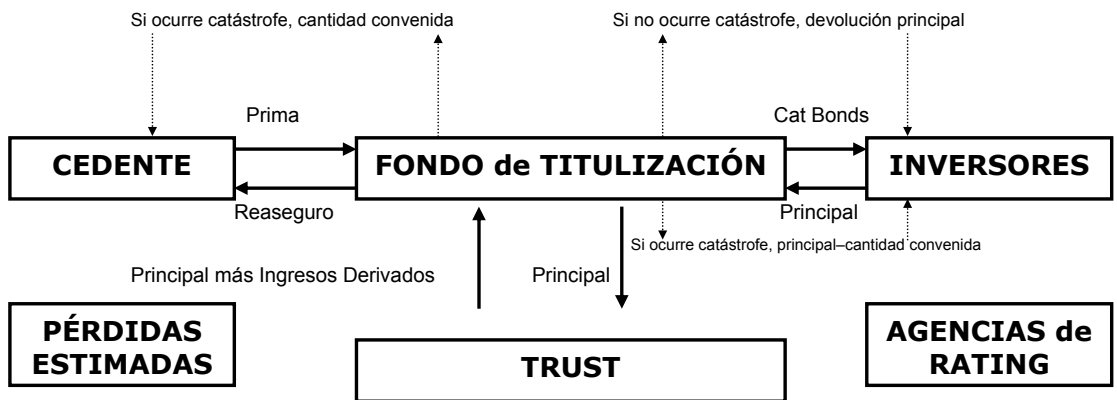 Si ocurre catástrofe, cantidad convenida
Si no ocurre catástrofe, devolución principal
Prima
Cat Bonds
CEDENTE
FONDO de TITULIZACIÓN
INVERSORES
Reaseguro
Principal
Si ocurre catástrofe, principal–cantidad convenida
Principal más Ingresos Derivados
Principal
PÉRDIDAS
ESTIMADAS
TRUST
AGENCIAS de
RATING